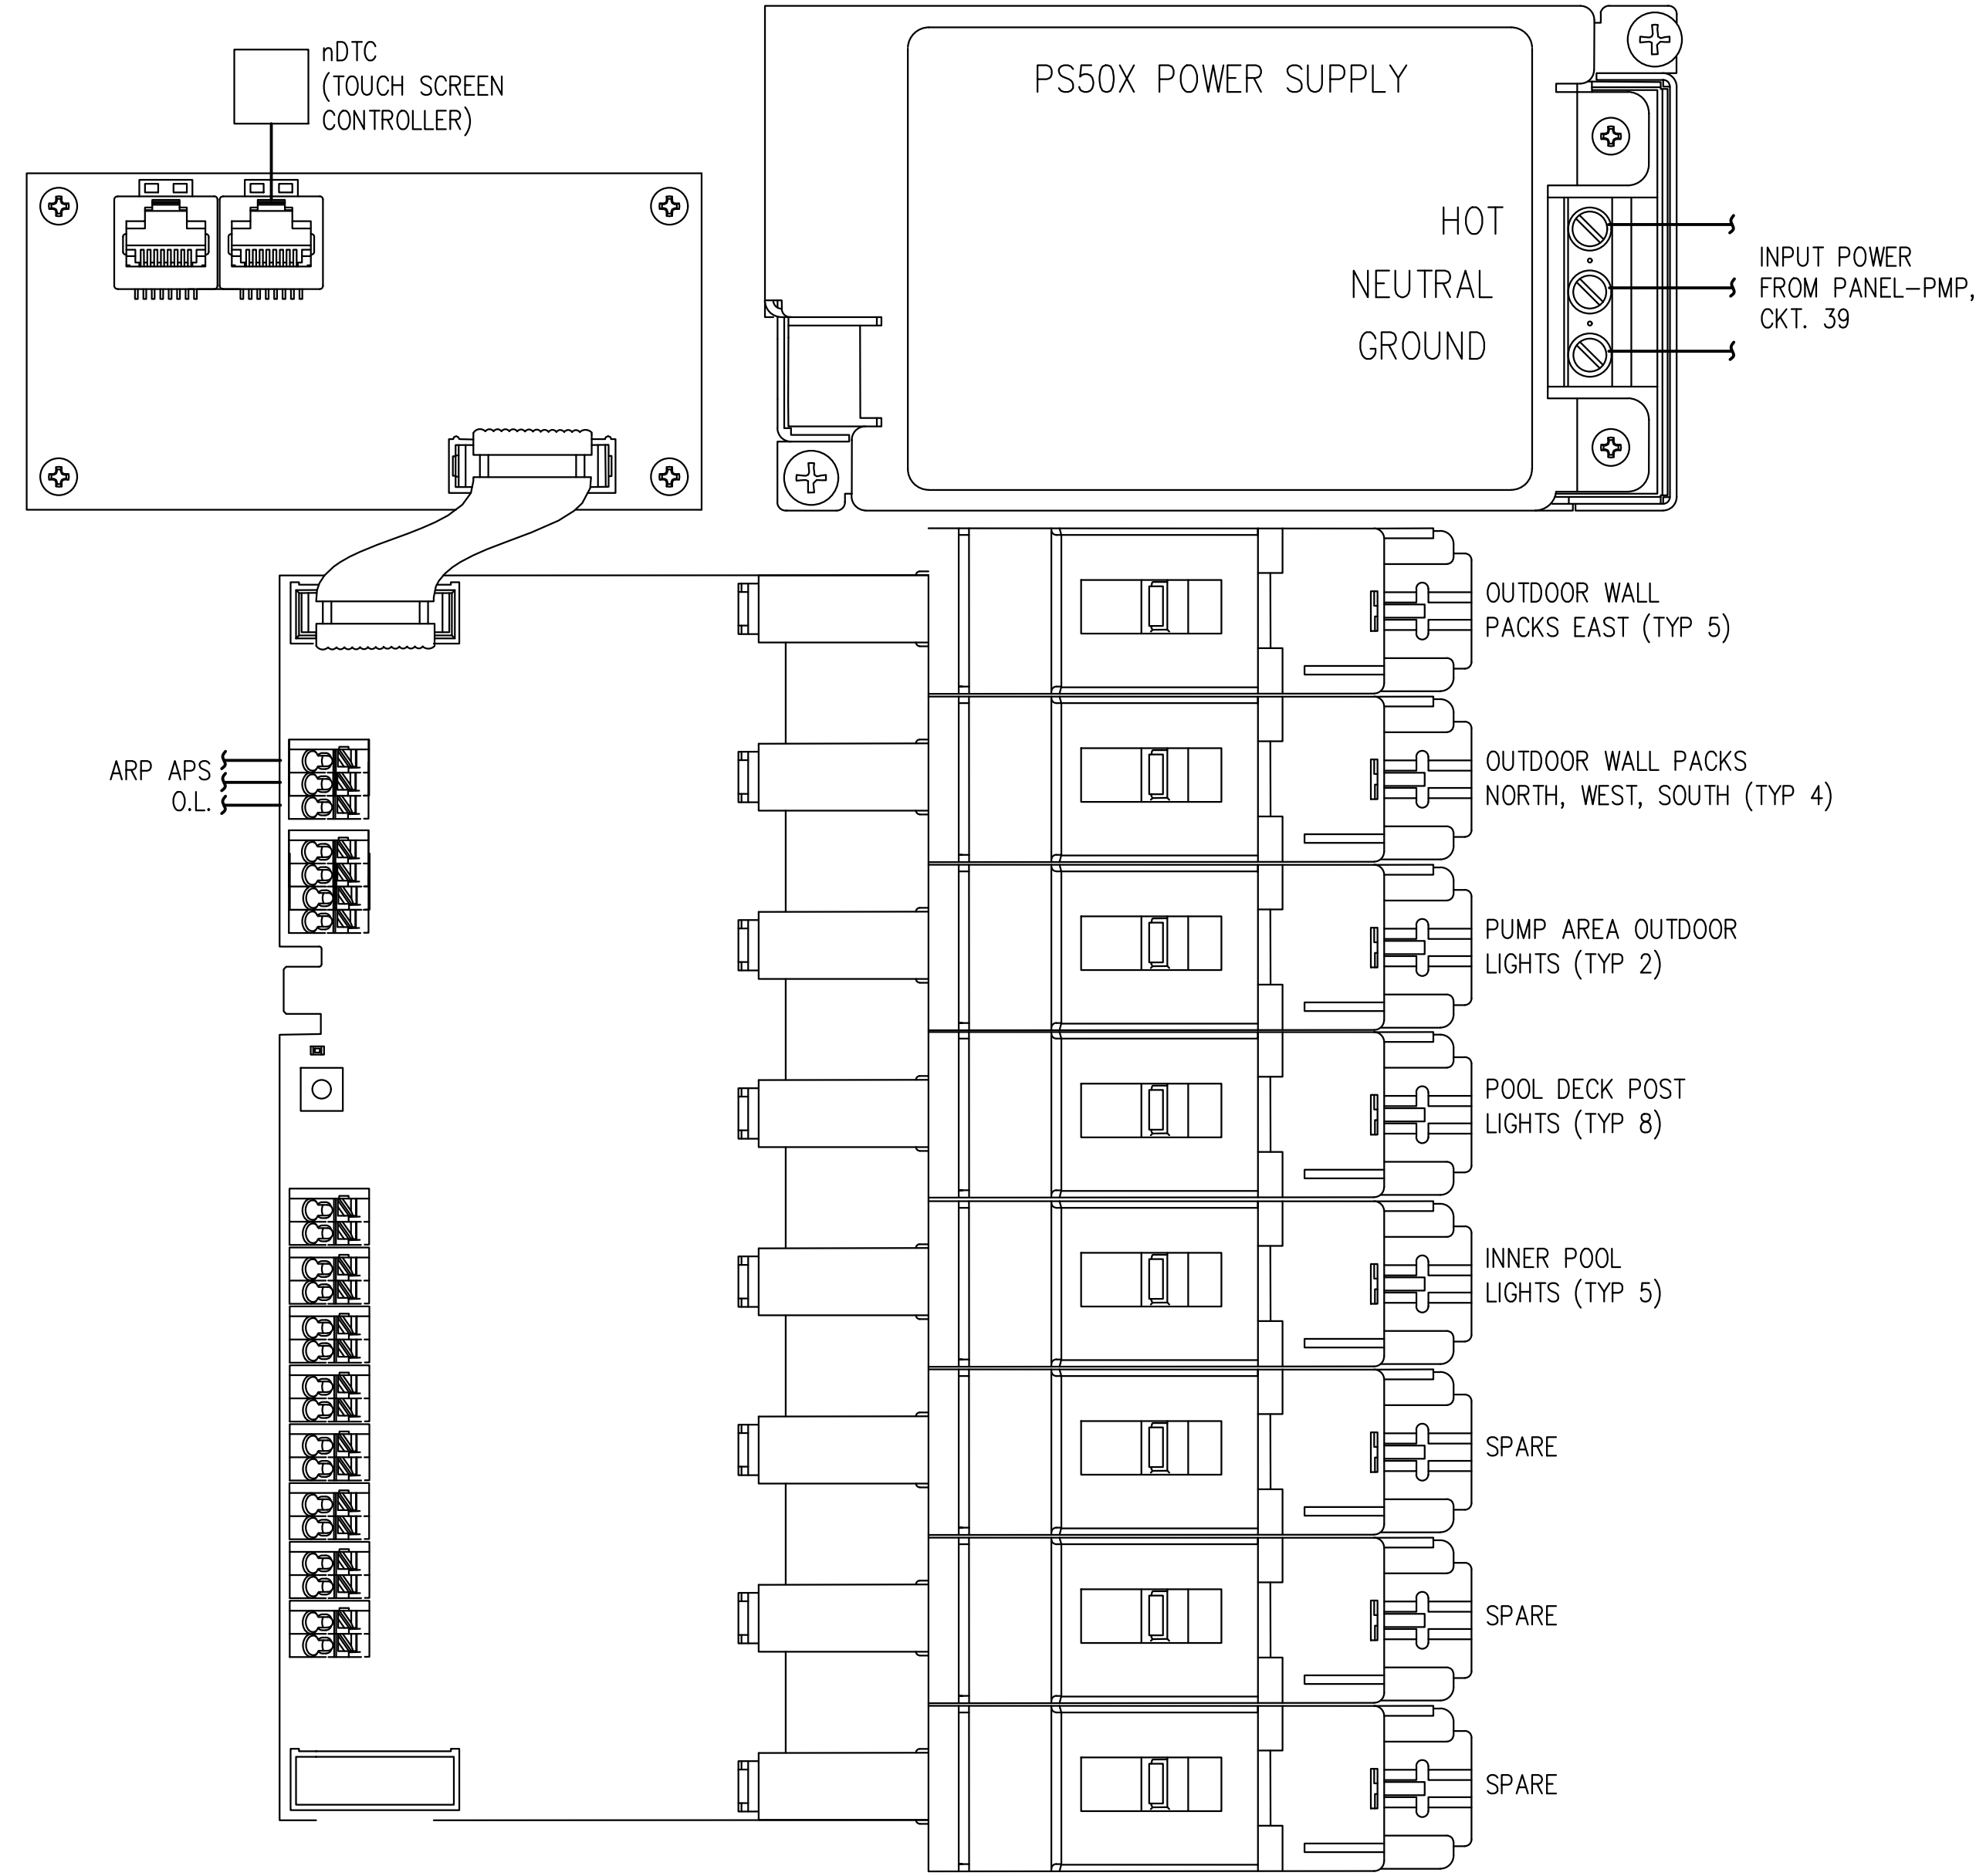 nDTC
(TOUCH SCREEN
CONTROLLER)
PS50X POWER SUPPLY
HOT
NEUTRAL
GROUND
INPUT POWER
FROM PANEL-PMP,
CKT. 39
ARP APS
O.L.
OUTDOOR WALL
PACKS EAST (TYP 5)
OUTDOOR WALL PACKS
NORTH, WEST, SOUTH (TYP 4)
PUMP AREA OUTDOOR
LIGHTS (TYP 2)
POOL DECK POST
LIGHTS (TYP 8)
INNER POOL
LIGHTS (TYP 5)
SPARE
SPARE
SPARE